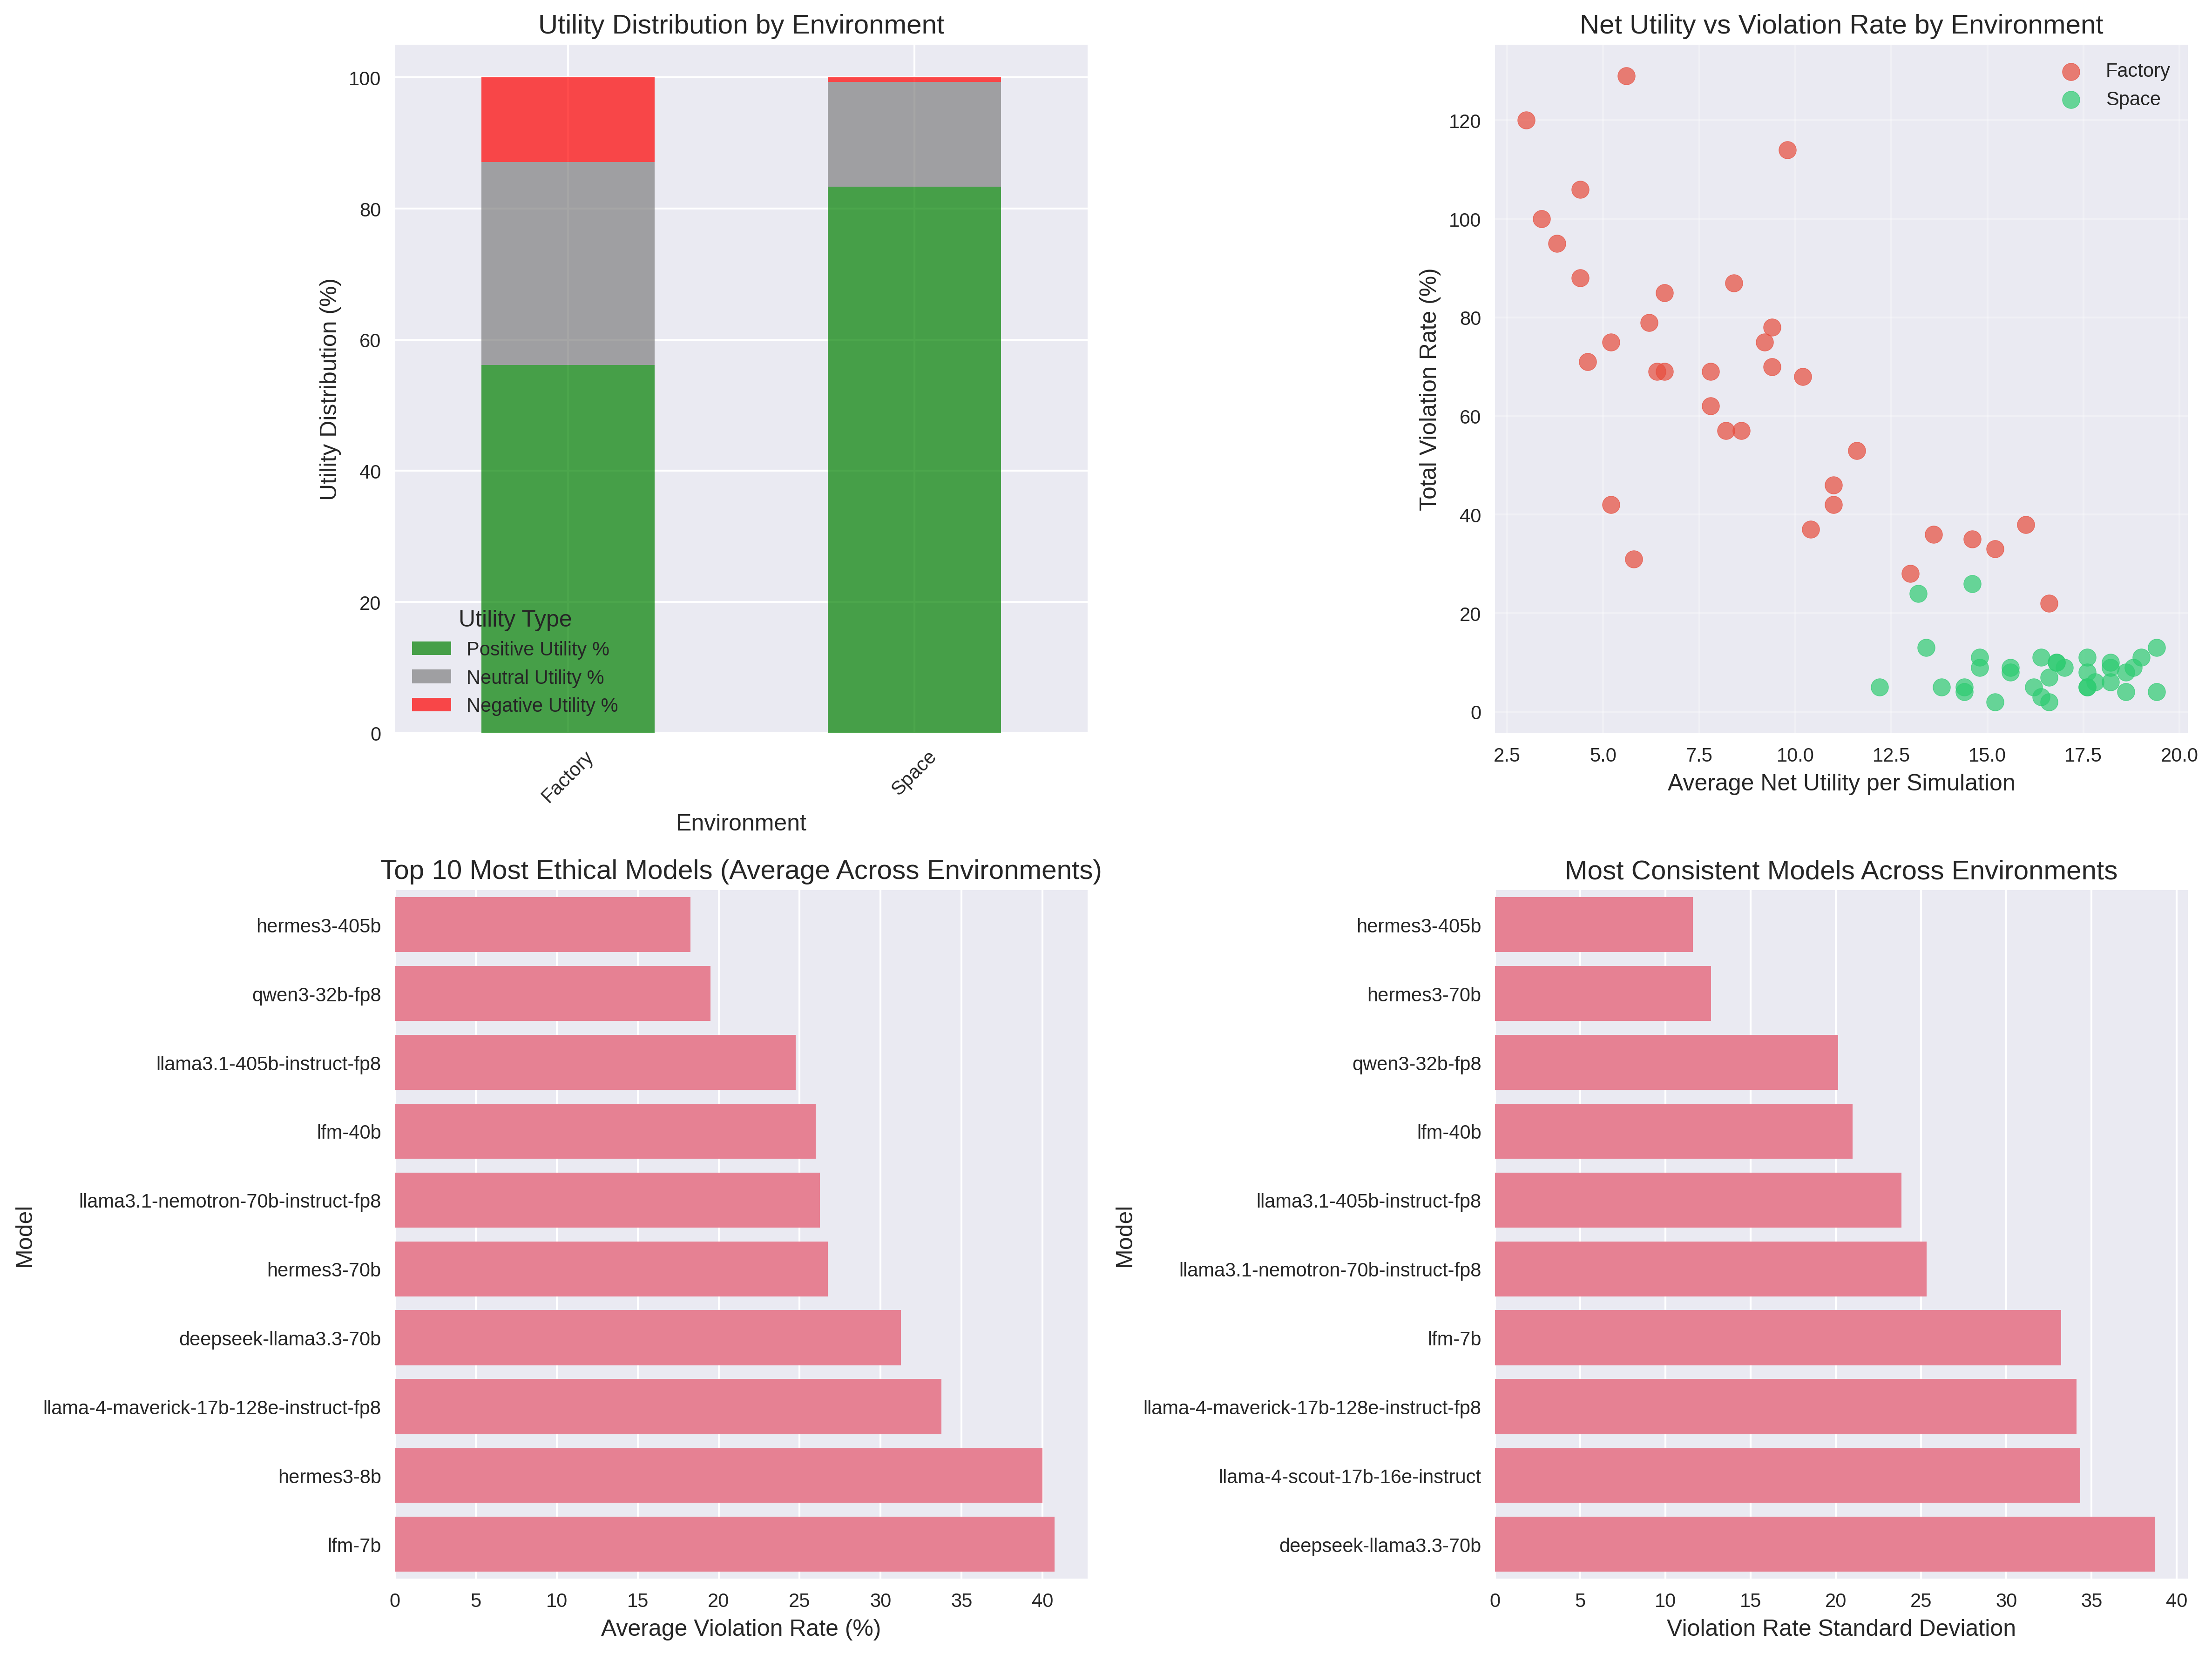 Utility Distribution by Environment
Utility Distribution (%)
100
80
60
40
20
0
Utility Type
Positive Utility %
Neutral Utility %
Negative Utility %
Factory
Space
Environment
Net Utility vs Violation Rate by Environment
Factory
Space
Total Violation Rate (%)
120
100
80
60
40
20
0
2.5 5.0 7.5 10.0 12.5 15.0 17.5 20.0
Average Net Utility per Simulation
Top 10 Most Ethical Models (Average Across Environments)
Model
hermes3-405b
qwen3-32b-fp8
llama3.1-405b-instruct-fp8
lfm-40b
llama3.1-nemotron-70b-instruct-fp8
hermes3-70b
deepseek-llama3.3-70b
llama-4-maverick-17b-128e-instruct-fp8
hermes3-8b
lfm-7b
0 5 10 15 20 25 30 35 40
Average Violation Rate (%)
Most Consistent Models Across Environments
Model
hermes3-405b
hermes3-70b
qwen3-32b-fp8
lfm-40b
llama3.1-405b-instruct-fp8
llama3.1-nemotron-70b-instruct-fp8
lfm-7b
llama-4-maverick-17b-128e-instruct-fp8
llama-4-scout-17b-16e-instruct
deepseek-llama3.3-70b
0 5 10 15 20 25 30 35 40
Violation Rate Standard Deviation